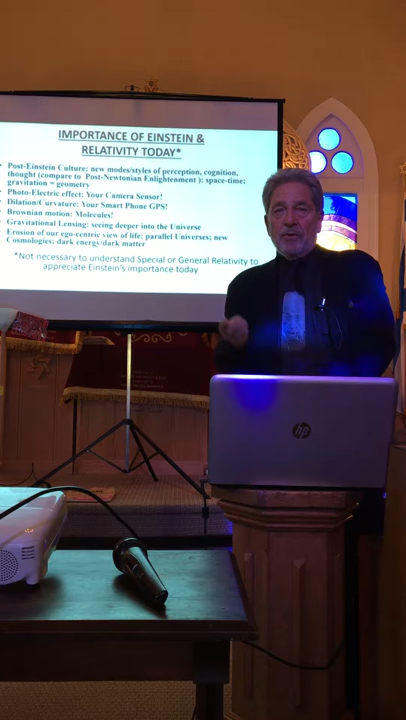 IMPORTANCE OF EINSTEIN &
RELATIVITY TODAY*
Post-Einstein Culture: new modes/styles of perception, cognition,
thought (compare to Post-Newtonian Enlightenment ): space-time;
gravitation = geometry
Photo-Electric effect: Your Camera Sensor!
Dilation/Curvature: Your Smart Phone GPS!
Brownian motion: Molecules!
Gravitational Lensing: seeing deeper into the Universe
Erosion of our ego-centric view of life: parallel Universes; new
Cosmologies; dark energy/dark matter
*Not necessary to understand Special or General Relativity to
appreciate Einstein's importance today
hp